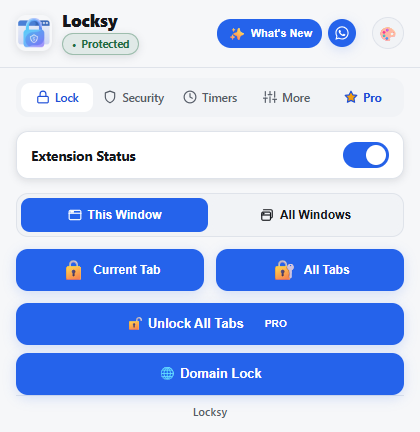 Locksy
• Protected
What's New
Lock
Security
Timers
More
Pro
Extension Status
This Window
All Windows
Current Tab
All Tabs
Unlock All Tabs PRO
Domain Lock
Locksy